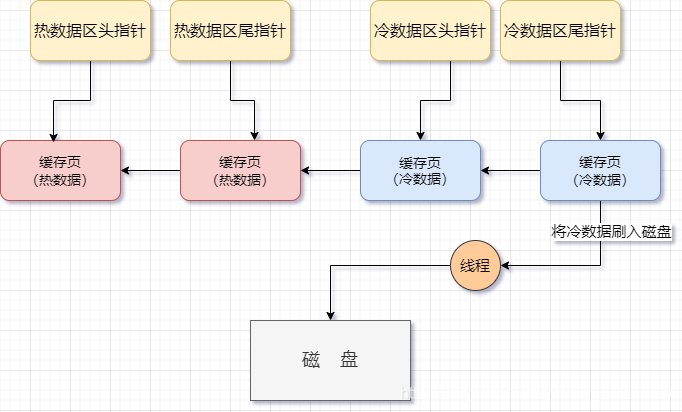 热数据区头指针
热数据区尾指针
冷数据区头指针
冷数据区尾指针
缓存页
（热数据）
缓存页
（热数据）
缓存页
（冷数据）
缓存页
（冷数据）
将冷数据刷入磁盘
线程
磁 盘